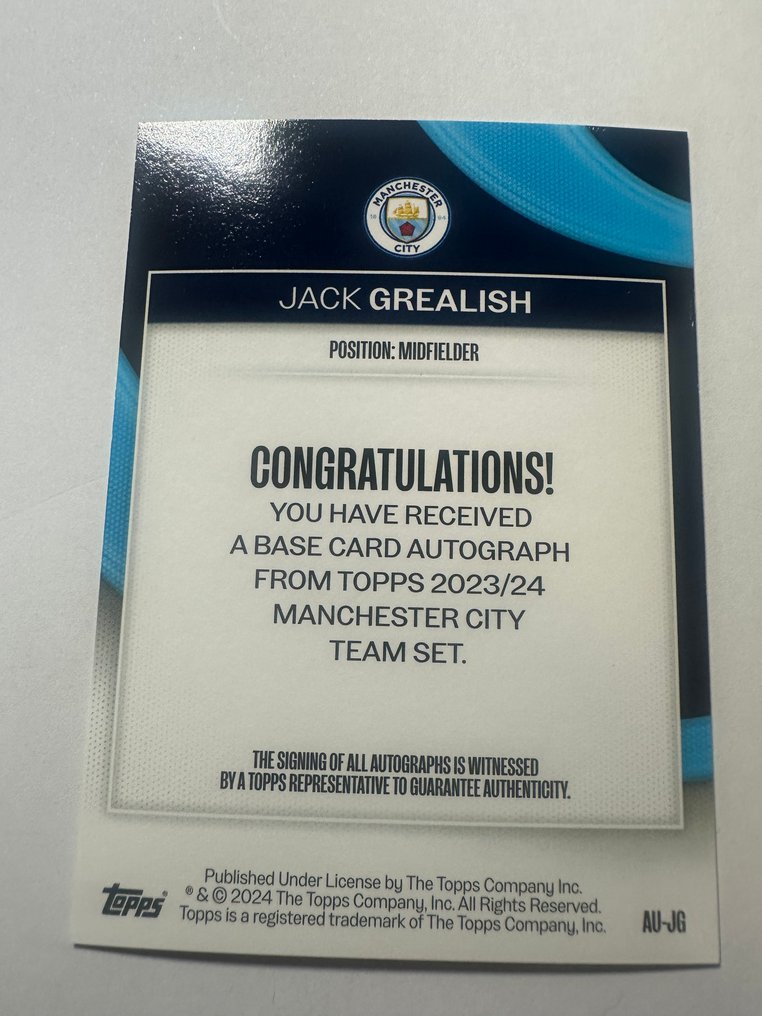 MANCHESTER
18 94
CITY
JACK GREALISH
POSITION: MIDFIELDER
CONGRATULATIONS!
YOU HAVE RECEIVED
A BASE CARD AUTOGRAPH
FROM TOPPS 2023/24
MANCHESTER CITY
TEAM SET.
THE SIGNING OF ALL AUTOGRAPHS IS WITNESSED
BY A TOPPS REPRESENTATIVE TO GUARANTEE AUTHENTICITY.
Published Under License by The Topps Company Inc.
® & © 2024 The Topps Company, Inc. All Rights Reserved.
Topps is a registered trademark of The Topps Company, Inc.
Topps®
AU-JG